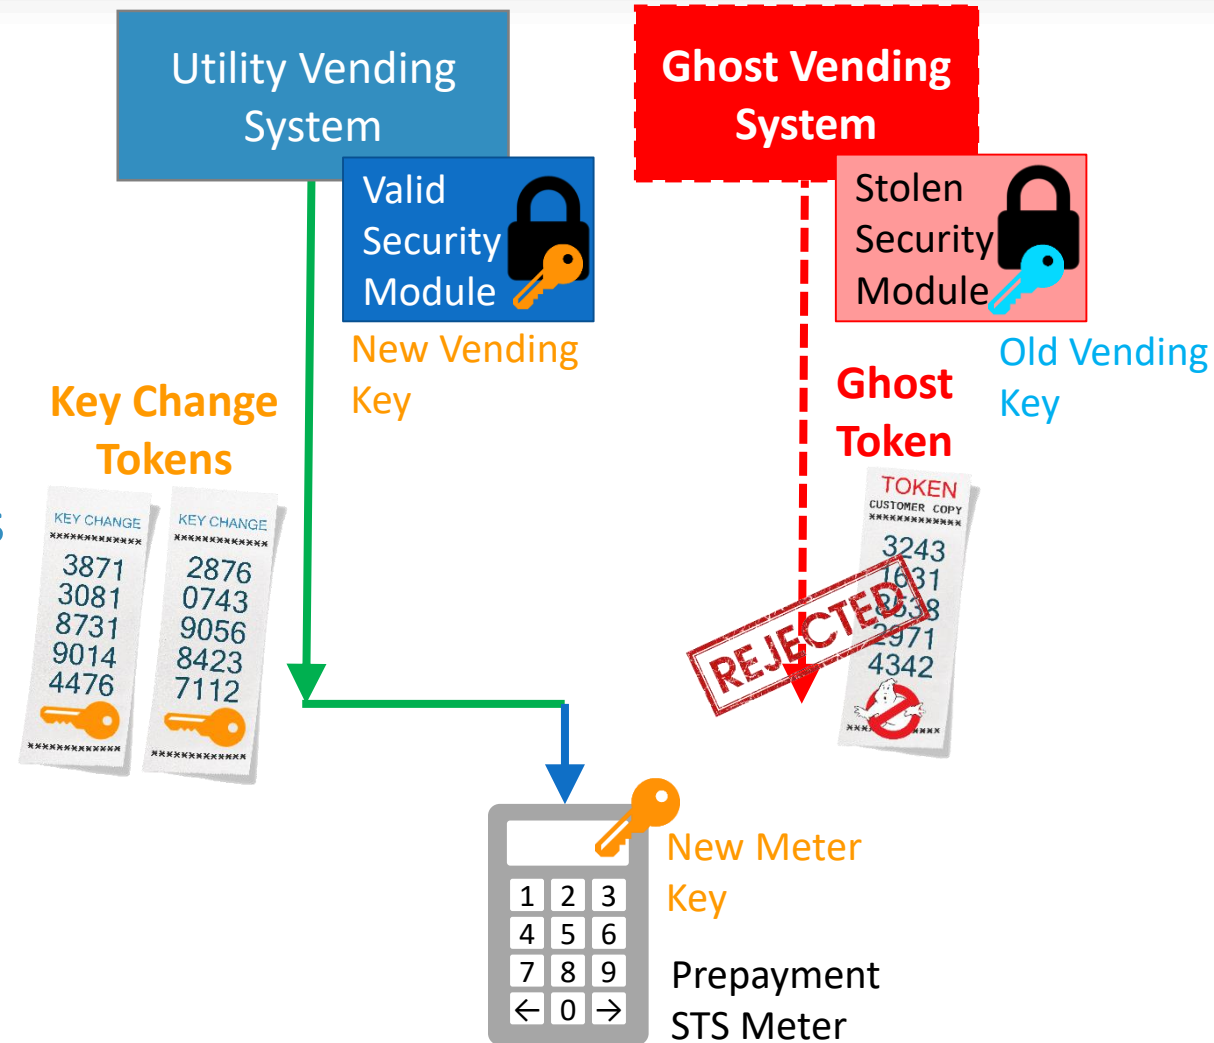 Utility Vending
System
Valid
Security
Module
New Vending
Key
Ghost Vending
System
Stolen
Security
Module
Old Vending
Key
Key Change
Tokens
S
KEY CHANGE
*************
3871
3081
8731
9014
4476
*************
KEY CHANGE
*************
2876
0743
9056
8423
7112
*************
Ghost
Token
TOKEN
CUSTOMER COPY
*************
3243
1631
2971
4342
REJECTED
New Meter
Key
1 2 3
4 5 6
7 8 9
← 0 →
Prepayment
STS Meter